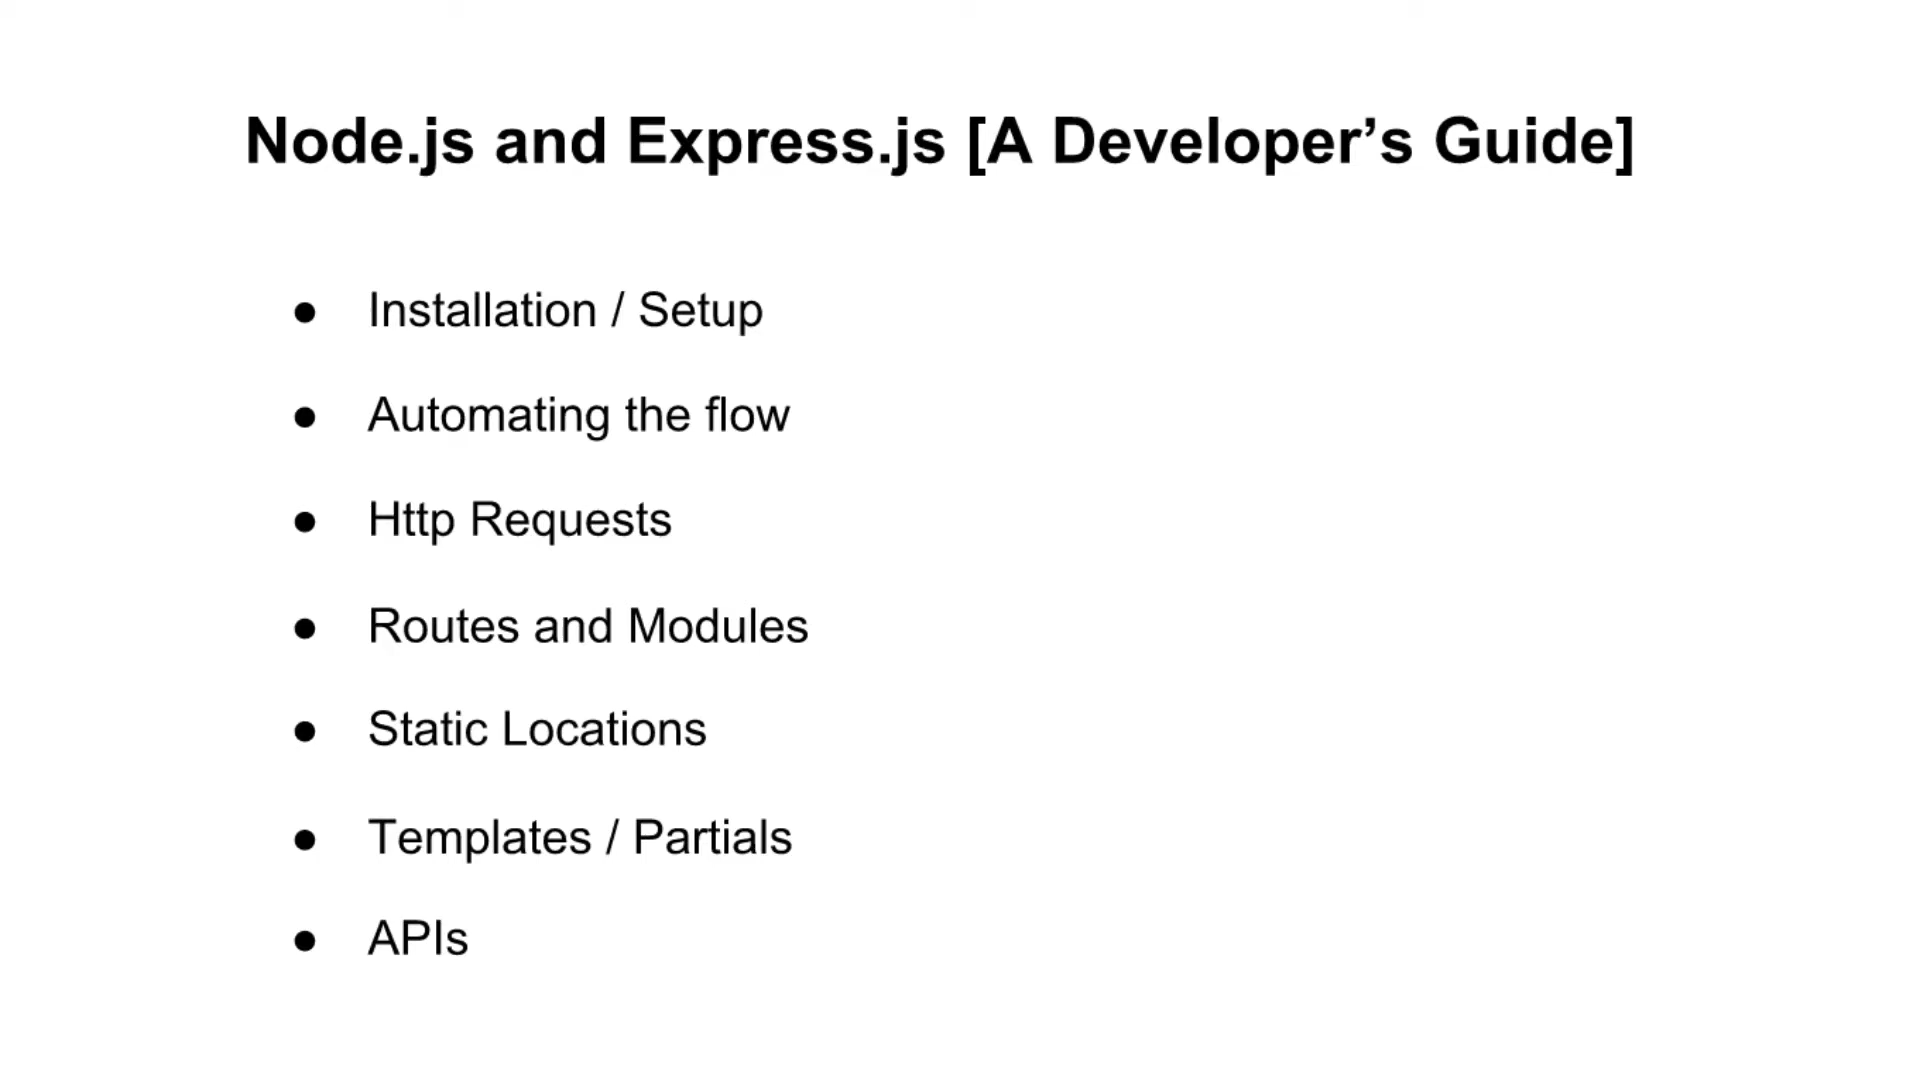 Node.js and Express.js [A Developer’s Guide]
● Installation / Setup
● Automating the flow
● Http Requests
● Routes and Modules
● Static Locations
● Templates / Partials
● APIs